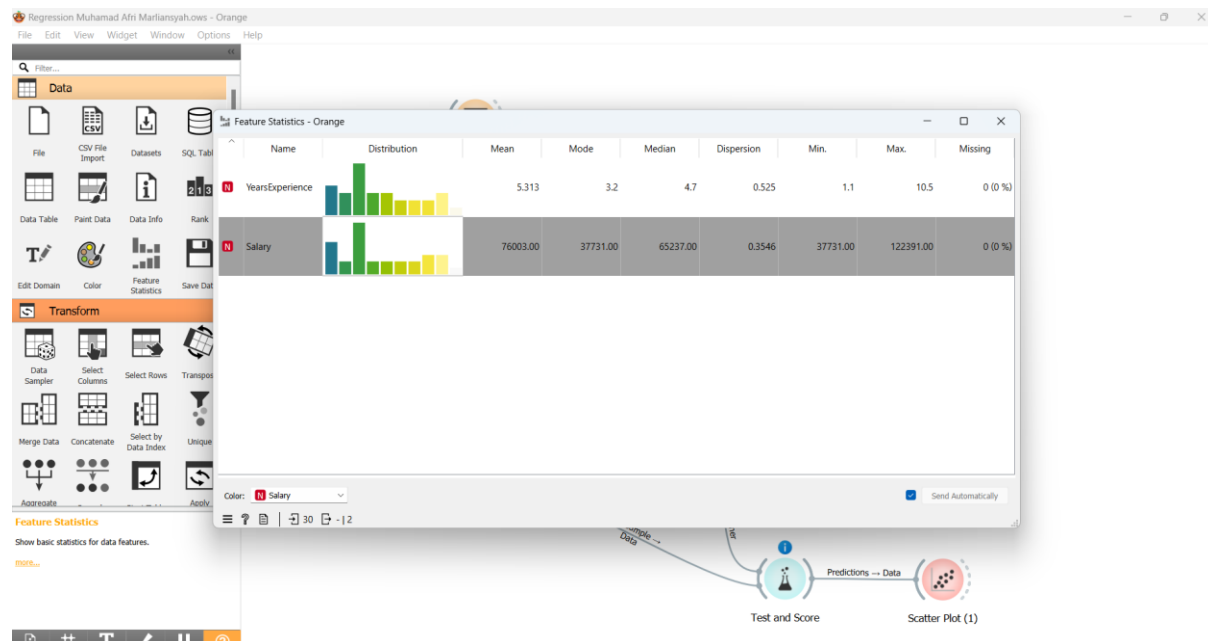 Regression Muhamad Afri Marliansyah.ows - Orange
File Edit View Widget Window Options Help
Filter...
Data
File CSV File Import Datasets SQL Tabl
Data Table Paint Data Data Info Rank
Edit Domain Color Feature Statistics Save Dat
Transform
Data Sampler Select Columns Select Rows Transpos
Merge Data Concatenate Select by Data Index Unique
Aggregate Apply
Feature Statistics
Show basic statistics for data features.
more...
Feature Statistics - Orange
Name Distribution Mean Mode Median Dispersion Min. Max. Missing
N YearsExperience 5.313 3.2 4.7 0.525 1.1 10.5 0 (0 %)
N Salary 76003.00 37731.00 65237.00 0.3546 37731.00 122391.00 0 (0 %)
Color: N Salary Send Automatically
30 - | 2
Data
Predictions → Data
Test and Score
Scatter Plot (1)